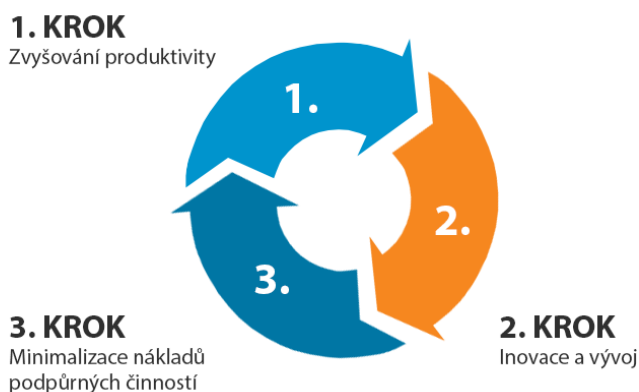 1. KROK
Zvyšování produktivity
1.
2.
3.
3. KROK
Minimalizace nákladů
podpůrných činností
2. KROK
Inovace a vývoj